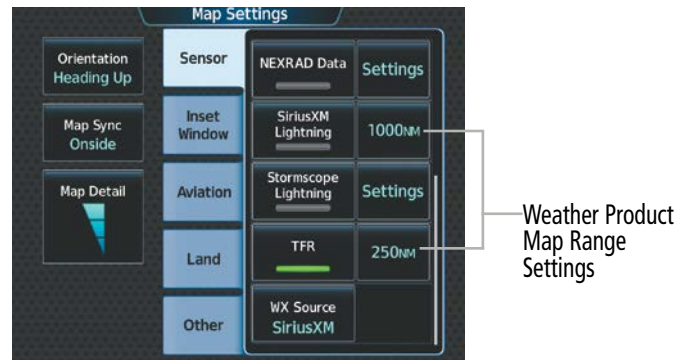 Map Settings
Orientation
Heading Up
Map Sync
Onside
Map Detail
Sensor
Inset
Window
Aviation
Land
Other
NEXRAD Data
Settings
SiriusXM
Lightning
1000NM
Stormscope
Lightning
Settings
TFR
250NM
WX Source
SiriusXM
Weather Product
Map Range
Settings